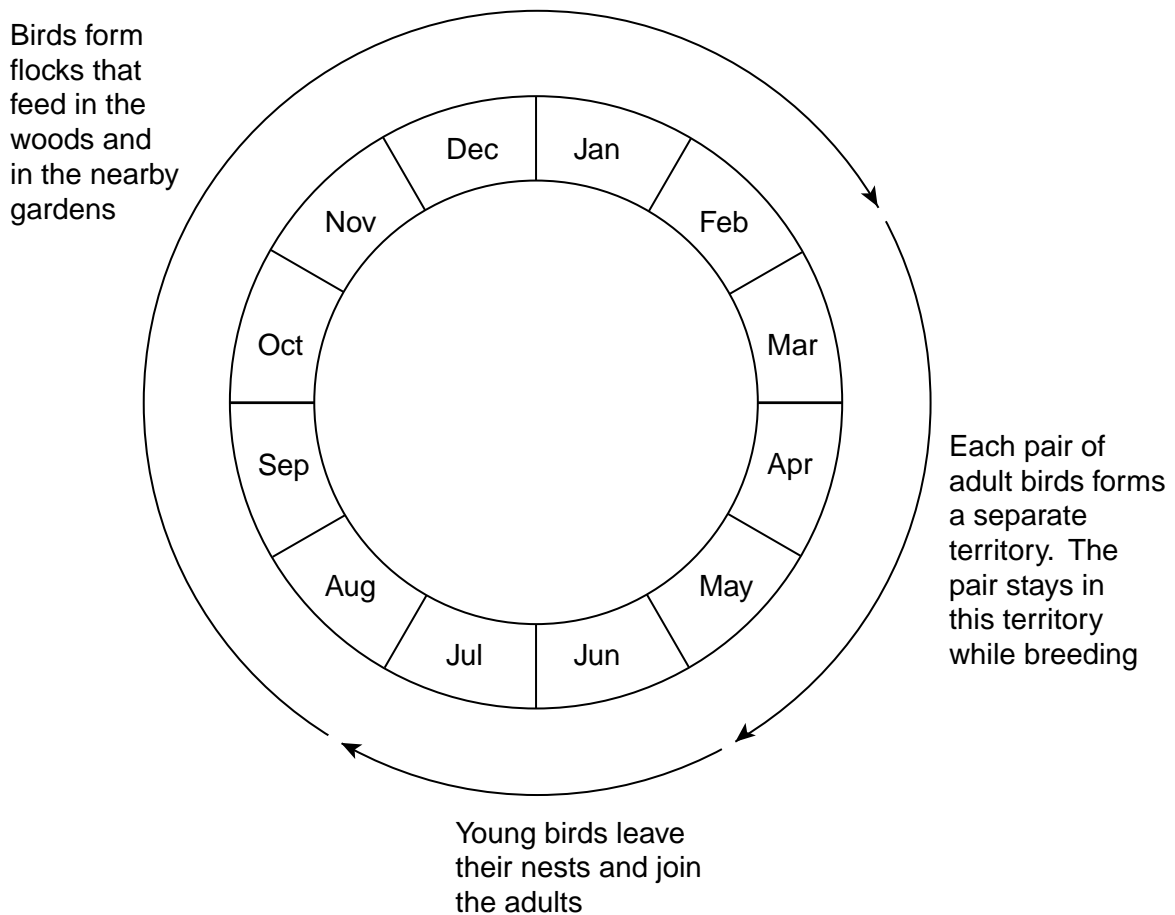 Birds form
flocks that
feed in the
woods and
in the nearby
gardens
Dec
Jan
Nov
Feb
Oct
Mar
Sep
Apr
Aug
May
Jul
Jun
Each pair of
adult birds forms
a separate
territory. The
pair stays in
this territory
while breeding
Young birds leave
their nests and join
the adults